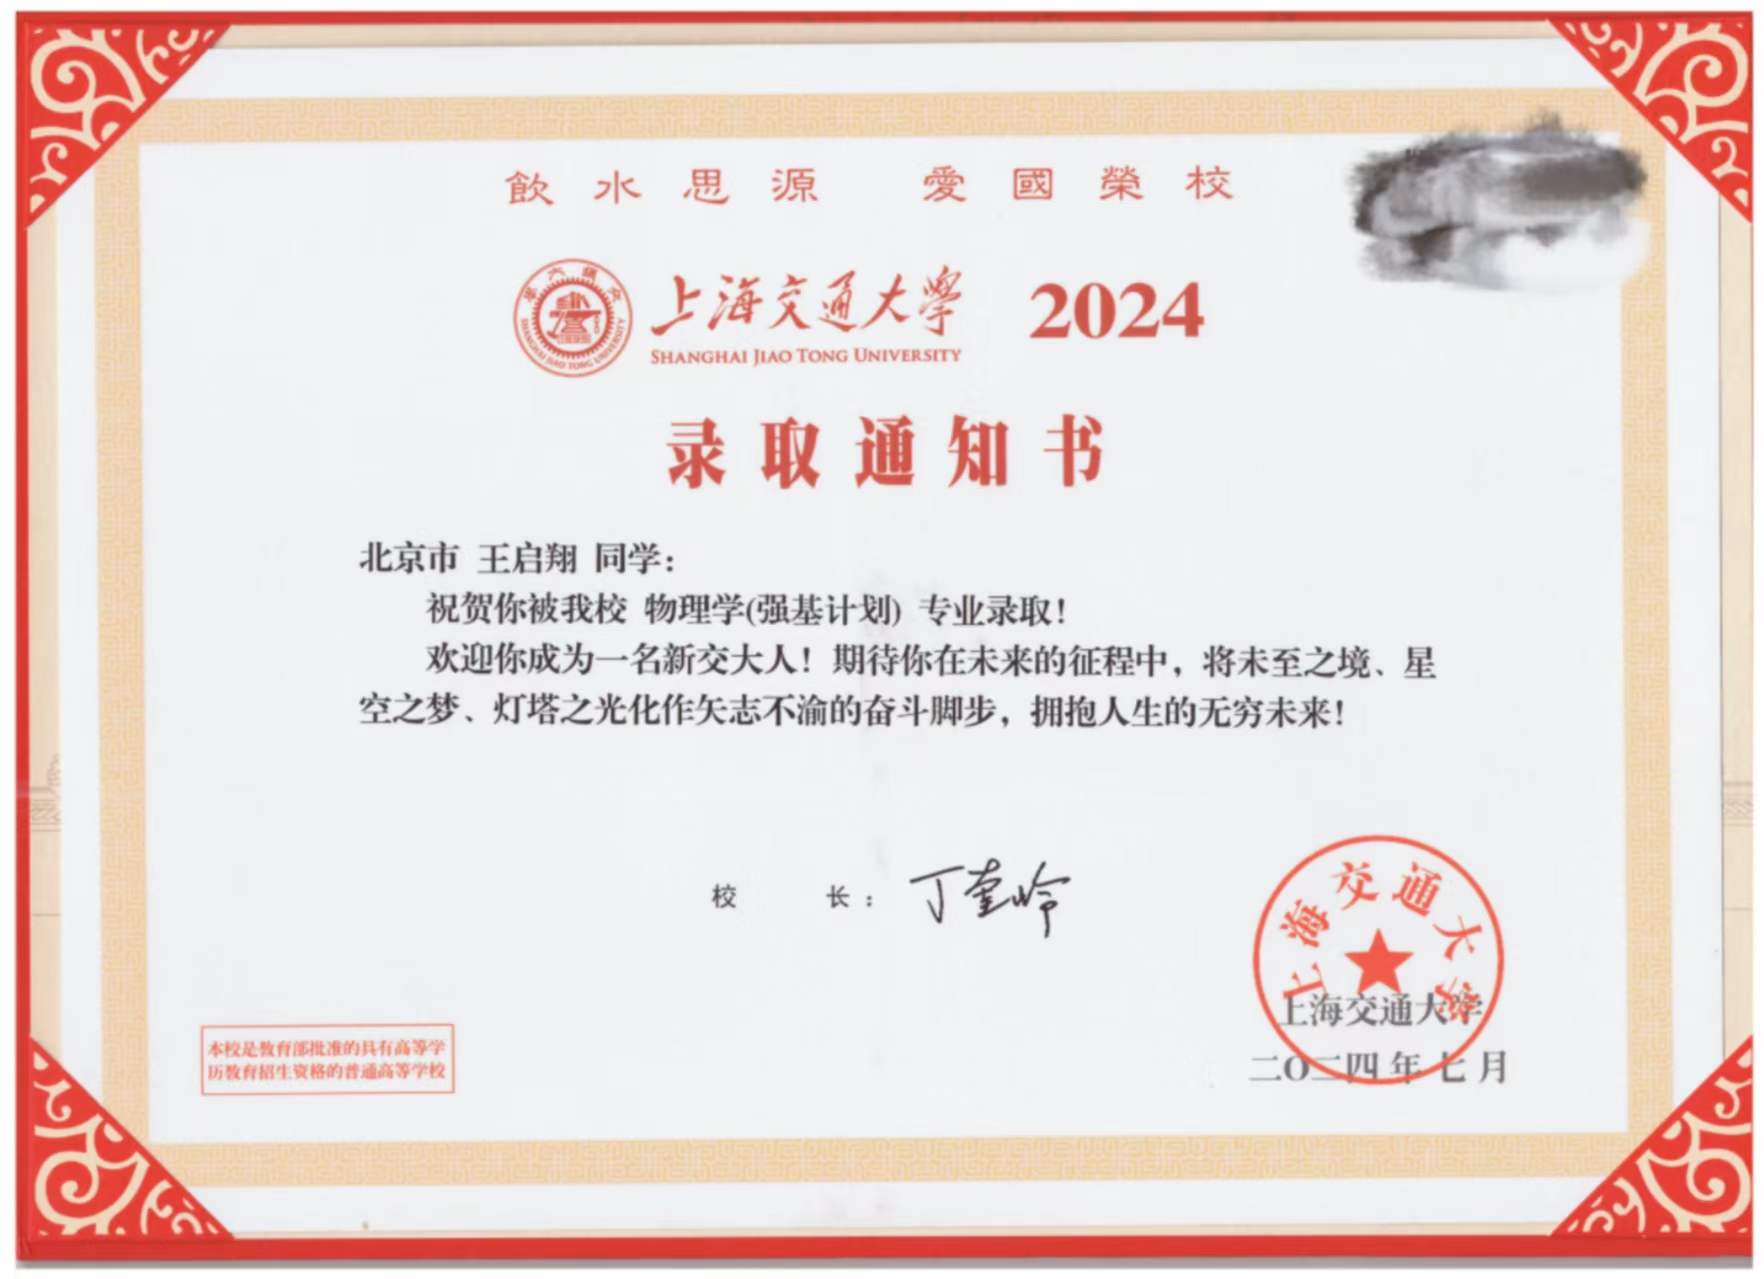 飲水思源 愛國榮校
上海交通大学 2024
SHANGHAI JIAO TONG UNIVERSITY
录取通知书
北京市 王启翔 同学：
祝贺你被我校 物理学(强基计划) 专业录取！
欢迎你成为一名新交大人！期待你在未来的征程中，将未至之境、星
空之梦、灯塔之光化作矢志不渝的奋斗脚步，拥抱人生的无穷未来！
校 长：丁奎岭
上海交通大学
上海交通大学
二〇二四年七月
本校是教育部批准的具有高等学
历教育招生资格的普通高等学校